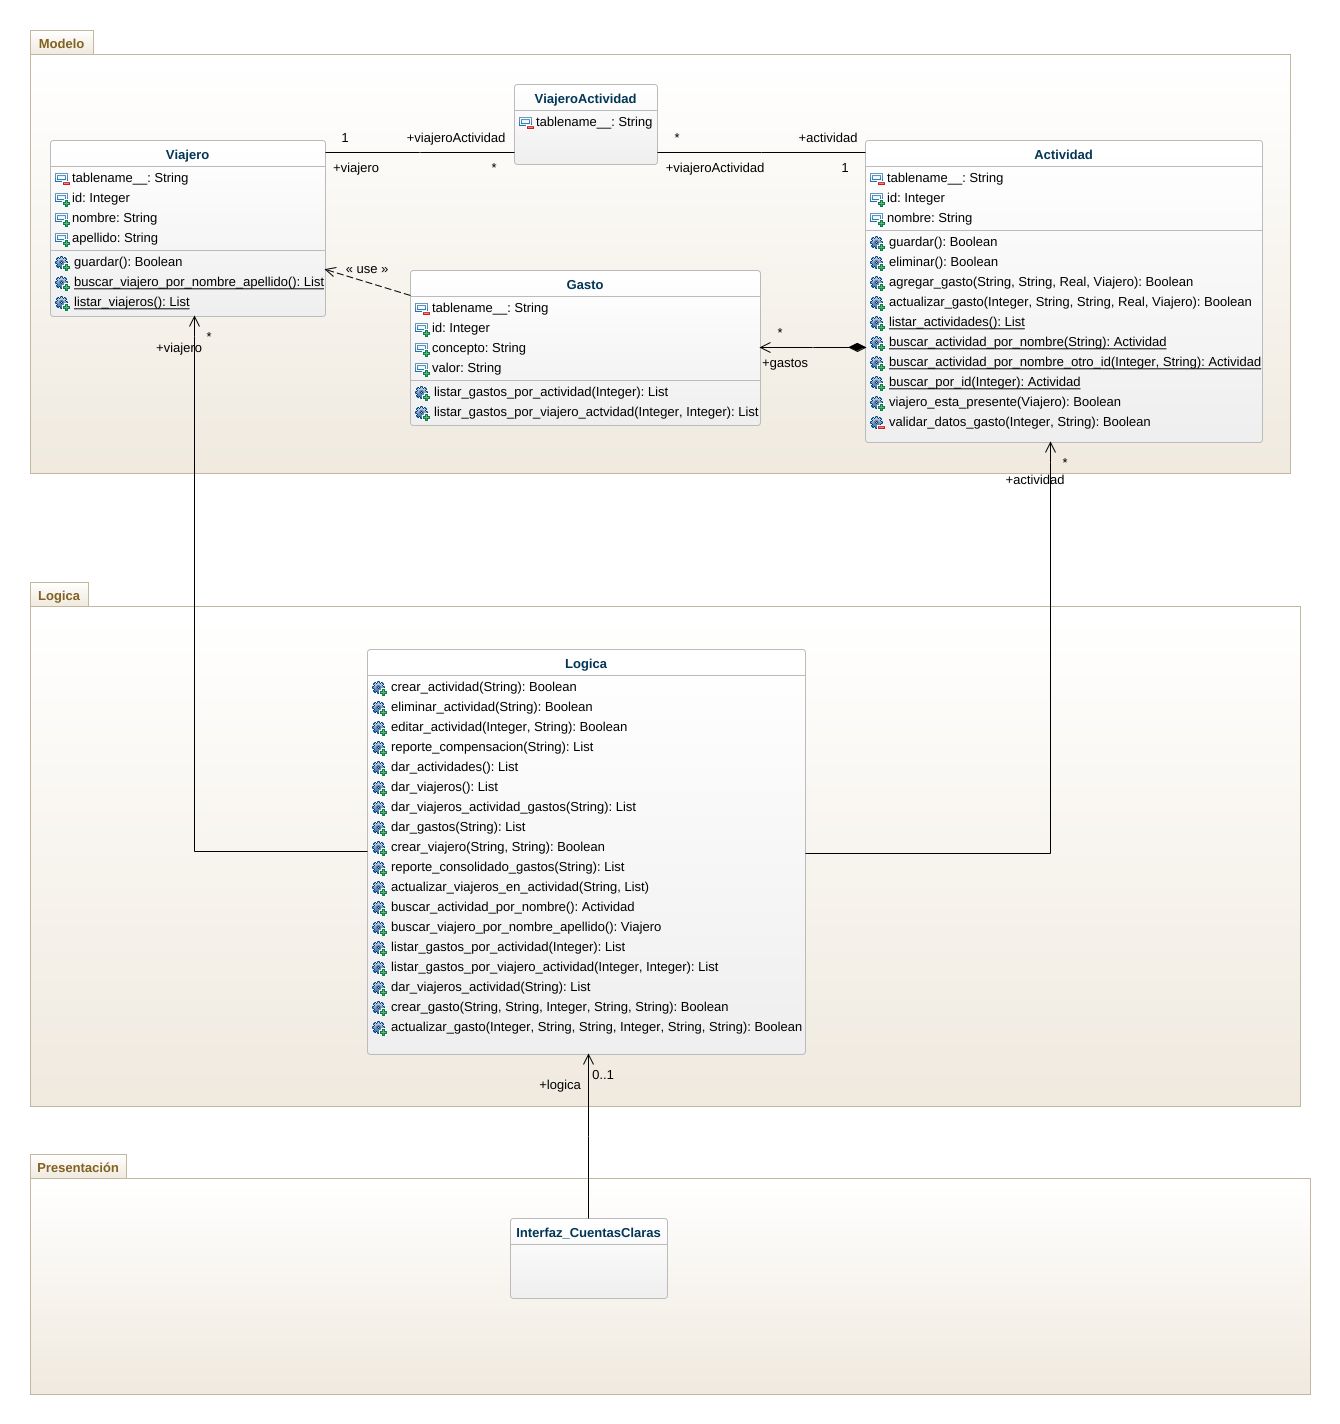 Modelo
ViajeroActividad
tablename__: String
1
+viajeroActividad
+viajero
*
*
+actividad
+viajeroActividad
1
Viajero
tablename__: String
id: Integer
nombre: String
apellido: String
guardar(): Boolean
buscar_viajero_por_nombre_apellido(): List
listar_viajeros(): List
« use »
Gasto
tablename__: String
id: Integer
concepto: String
valor: String
listar_gastos_por_actividad(Integer): List
listar_gastos_por_viajero_actvidad(Integer, Integer): List
*
+gastos
Actividad
tablename__: String
id: Integer
nombre: String
guardar(): Boolean
eliminar(): Boolean
agregar_gasto(String, String, Real, Viajero): Boolean
actualizar_gasto(Integer, String, String, Real, Viajero): Boolean
listar_actividades(): List
buscar_actividad_por_nombre(String): Actividad
buscar_actividad_por_nombre_otro_id(Integer, String): Actividad
buscar_por_id(Integer): Actividad
viajero_esta_presente(Viajero): Boolean
validar_datos_gasto(Integer, String): Boolean
*
+viajero
*
+actividad
Logica
Logica
crear_actividad(String): Boolean
eliminar_actividad(String): Boolean
editar_actividad(Integer, String): Boolean
reporte_compensacion(String): List
dar_actividades(): List
dar_viajeros(): List
dar_viajeros_actividad_gastos(String): List
dar_gastos(String): List
crear_viajero(String, String): Boolean
reporte_consolidado_gastos(String): List
actualizar_viajeros_en_actividad(String, List)
buscar_actividad_por_nombre(): Actividad
buscar_viajero_por_nombre_apellido(): Viajero
listar_gastos_por_actividad(Integer): List
listar_gastos_por_viajero_actividad(Integer, Integer): List
dar_viajeros_actividad(String): List
crear_gasto(String, String, Integer, String, String): Boolean
actualizar_gasto(Integer, String, String, Integer, String, String): Boolean
0..1
+logica
Presentación
Interfaz_CuentasClaras